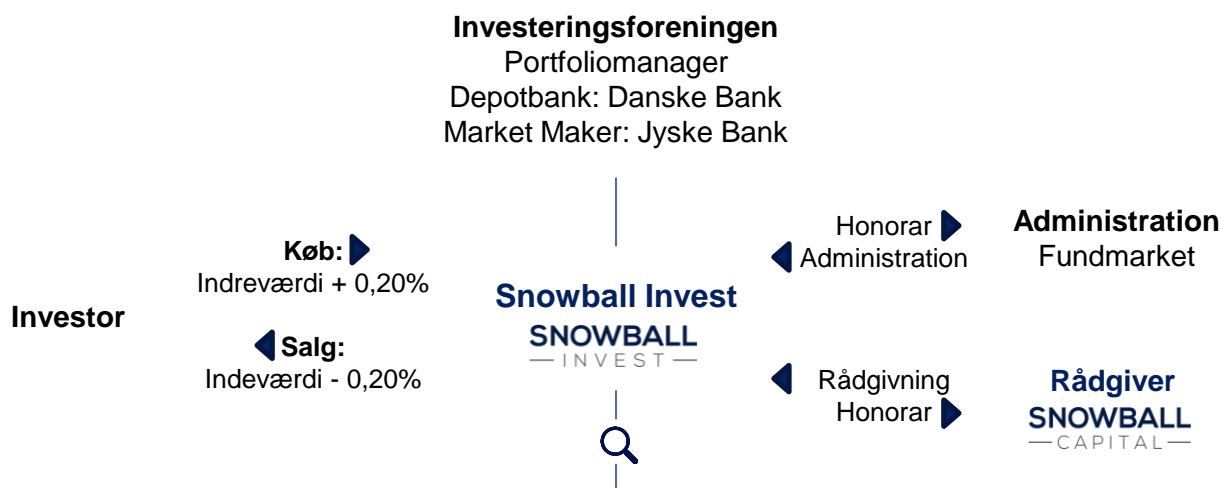 Investeringsforeningen
Portfoliomanager
Depotbank: Danske Bank
Market Maker: Jyske Bank
Køb:
Indreværdi + 0,20%
Investor
Salg:
Indeværdi - 0,20%
Snowball Invest
SNOWBALL
INVEST
Honorar
Administration
Administration
Fundmarket
Rådgivning
Honorar
Rådgiver
SNOWBALL
CAPITAL